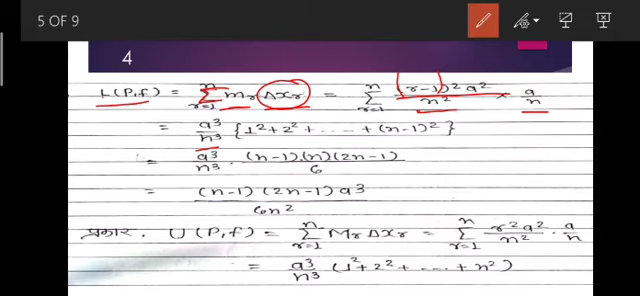 5 OF 9
4
L(P,f) = Σ_{r=1}^{n} m_r Δx_r = Σ_{r=1}^{n} (r-1)² a² / n² × a/n
= a³/n³ {1² + 2² + ..... + (n-1)²}
= a³/n³ . (n-1)(n)(2n-1) / 6
= (n-1)(2n-1)a³ / 6n²
प्रकार. U(P,f) = Σ_{r=1}^{n} M_r Δx_r = Σ_{r=1}^{n} r²a²/n² . a/n
= a³/n³ (1² + 2² + ..... + n²)